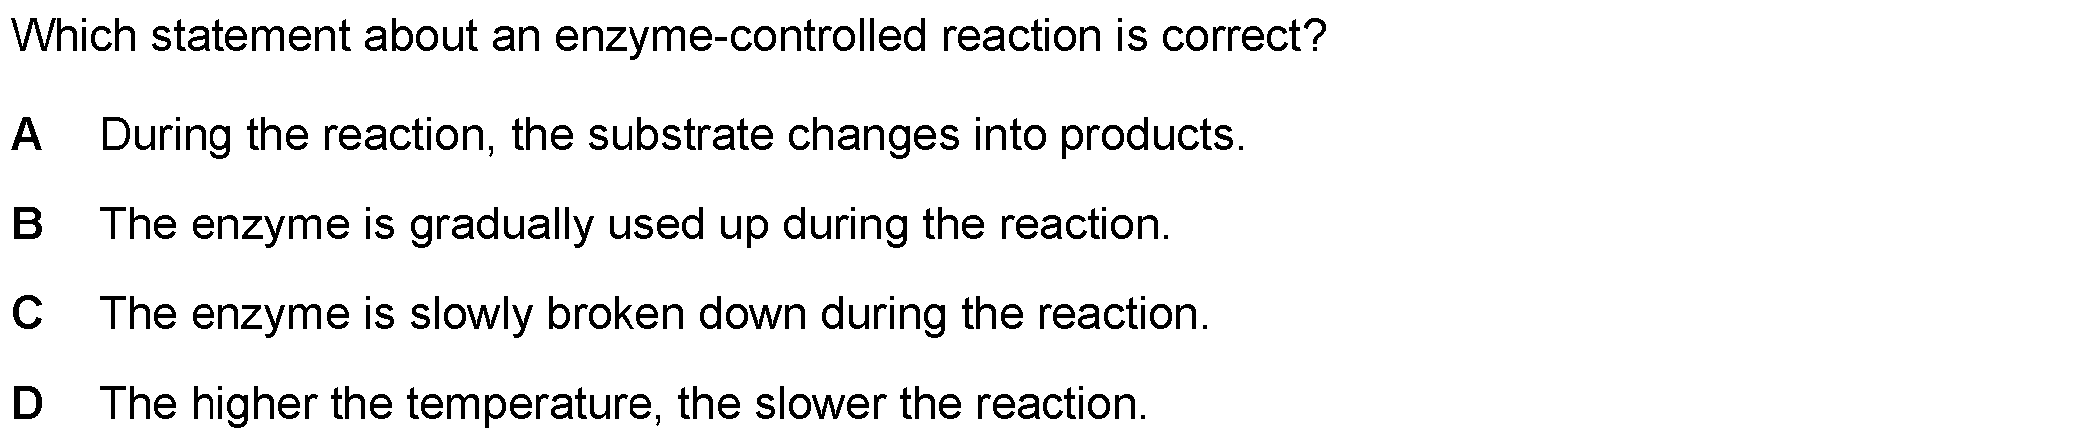 Which statement about an enzyme-controlled reaction is correct?
A During the reaction, the substrate changes into products.
B The enzyme is gradually used up during the reaction.
C The enzyme is slowly broken down during the reaction.
D The higher the temperature, the slower the reaction.